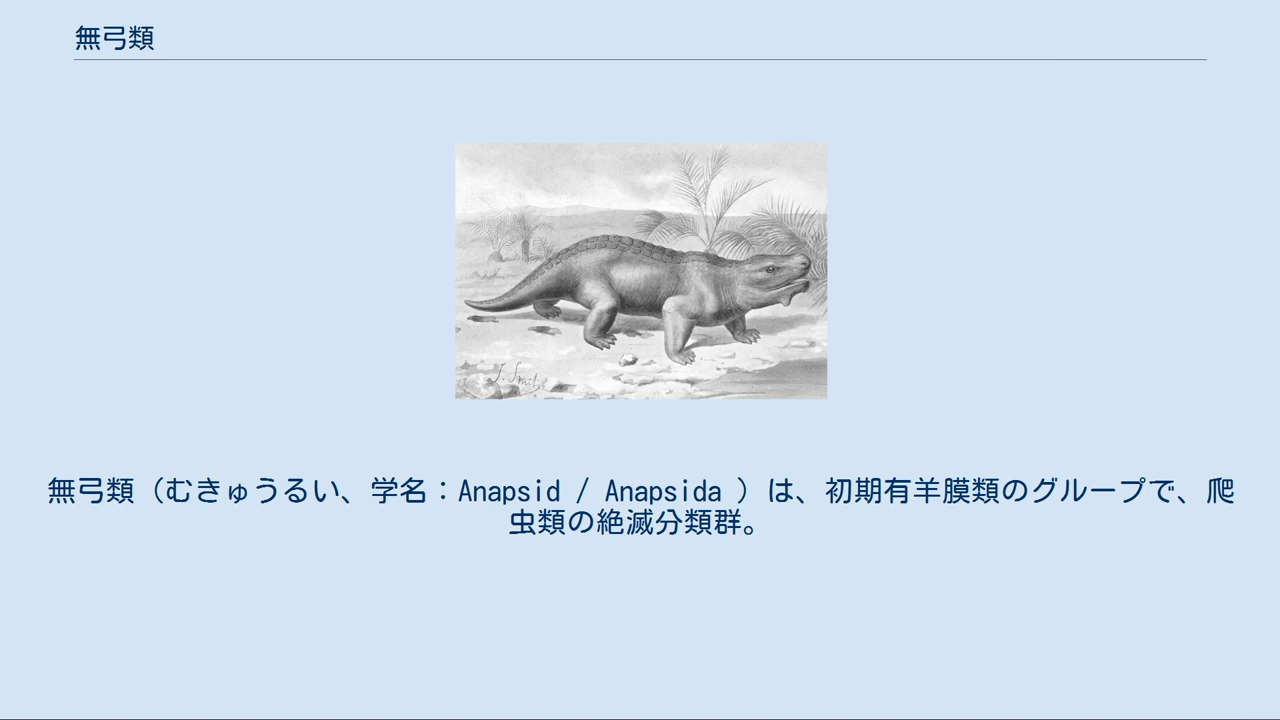 無弓類
無弓類（むきゅうるい、学名：Anapsid / Anapsida ）は、初期有羊膜類のグループで、爬
虫類の絶滅分類群。